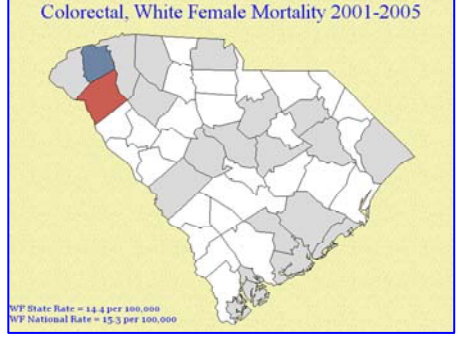 Colorectal, White Female Mortality 2001-2005
WF State Rate = 14.4 per 100,000
WF National Rate = 15.3 per 100,000